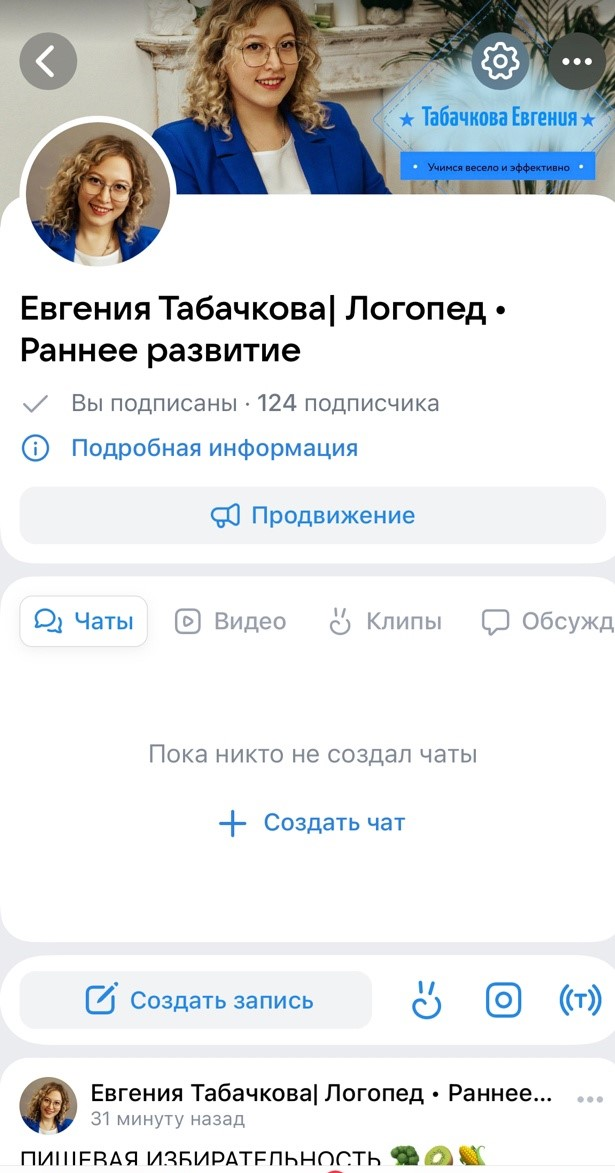 ★ Табачкова Евгения ★
• Учимся весело и эффективно •
Евгения Табачкова| Логопед •
Раннее развитие
Вы подписаны · 124 подписчика
Подробная информация
Продвижение
Чаты Видео Клипы Обсужд
Пока никто не создал чаты
+ Создать чат
Создать запись
Евгения Табачкова| Логопед • Раннее...
31 минуту назад
ПИЩЕВАЯ ИЗБИРАТЕЛЬНОСТЬ 🥦🥝🌽